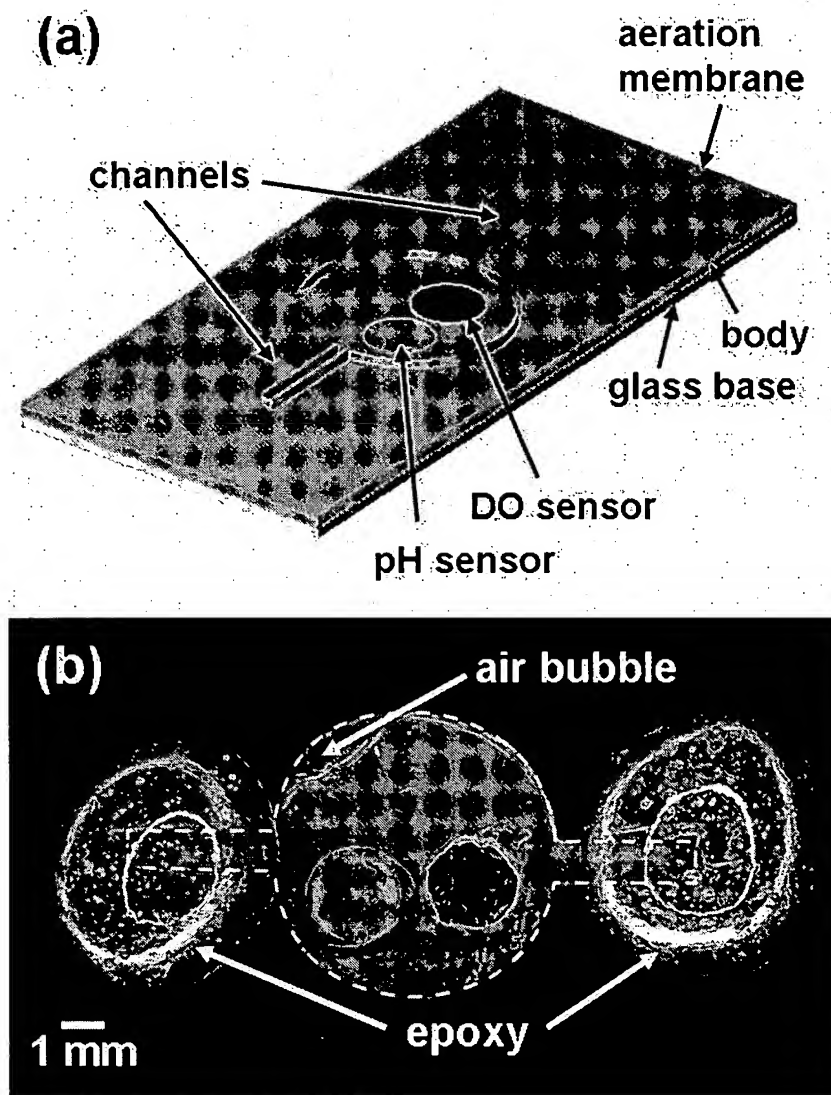 (a)
aeration
membrane
channels
body
glass base
DO sensor
pH sensor
(b)
air bubble
epoxy
1 mm